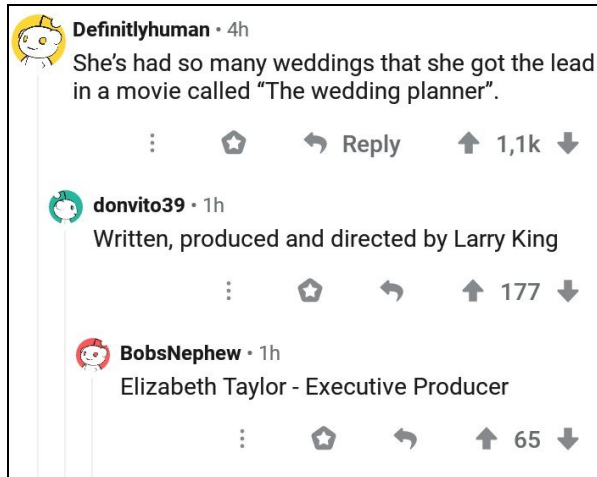 Definitlyhuman • 4h
She's had so many weddings that she got the lead
in a movie called “The wedding planner”.
Reply 1,1k
donvito39 • 1h
Written, produced and directed by Larry King
177
BobsNephew • 1h
Elizabeth Taylor - Executive Producer
65